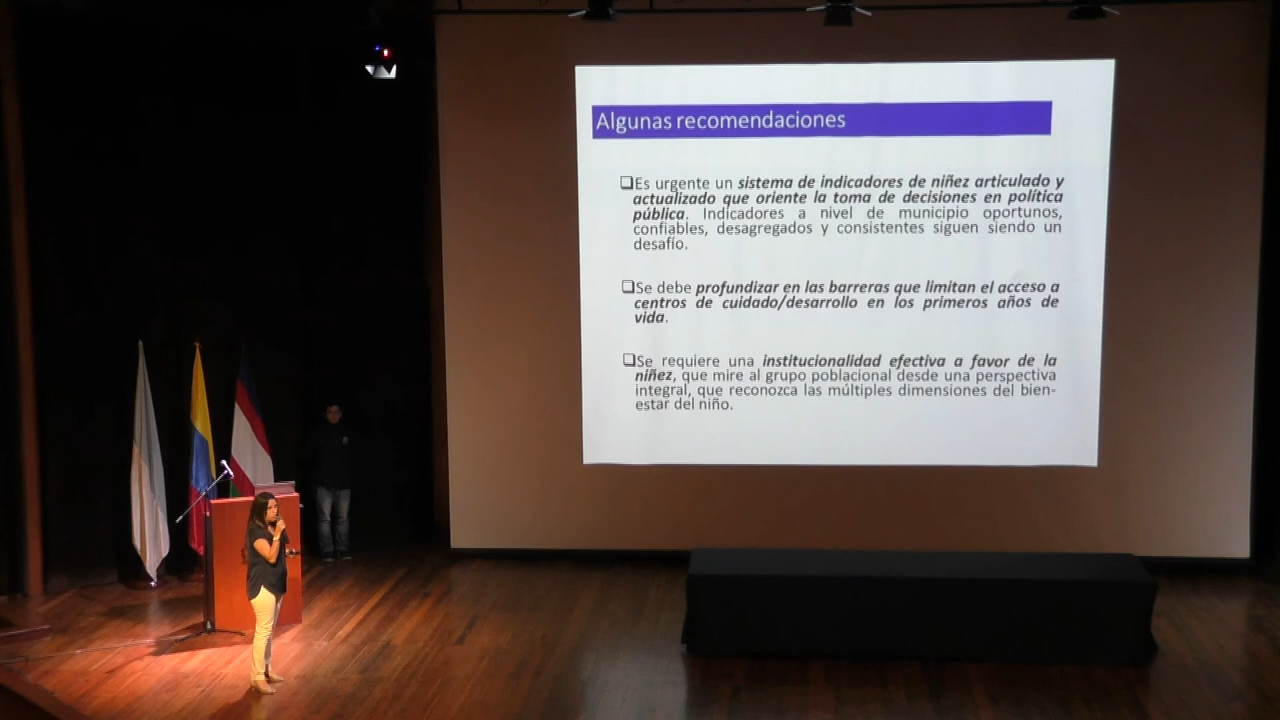 Algunas recomendaciones
❑Es urgente un sistema de indicadores de niñez articulado y
actualizado que oriente la toma de decisiones en política
pública. Indicadores a nivel de municipio oportunos,
confiables, desagregados y consistentes siguen siendo un
desafío.
❑Se debe profundizar en las barreras que limitan el acceso a
centros de cuidado/desarrollo en los primeros años de
vida.
❑Se requiere una institucionalidad efectiva a favor de la
niñez, que mire al grupo poblacional desde una perspectiva
integral, que reconozca las múltiples dimensiones del bien-
estar del niño.